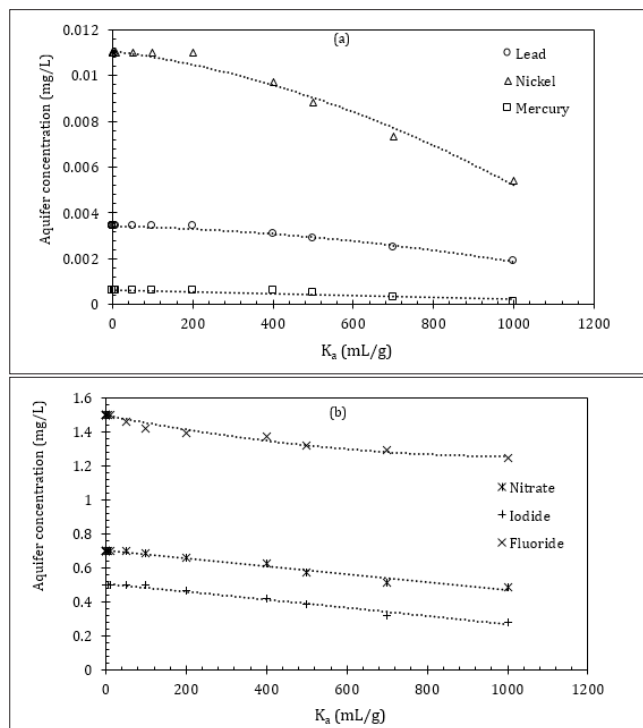 (a)
0.012
0.01
0.008
0.006
0.004
0.002
0
Aquifer concentration (mg/L)
Lead
Nickel
Mercury
0 200 400 600 800 1000 1200
Kₐ (mL/g)
(b)
1.6
1.4
1.2
1
0.8
0.6
0.4
0.2
0
Aquifer concentration (mg/L)
Nitrate
Iodide
Fluoride
0 200 400 600 800 1000 1200
Kₐ (mL/g)